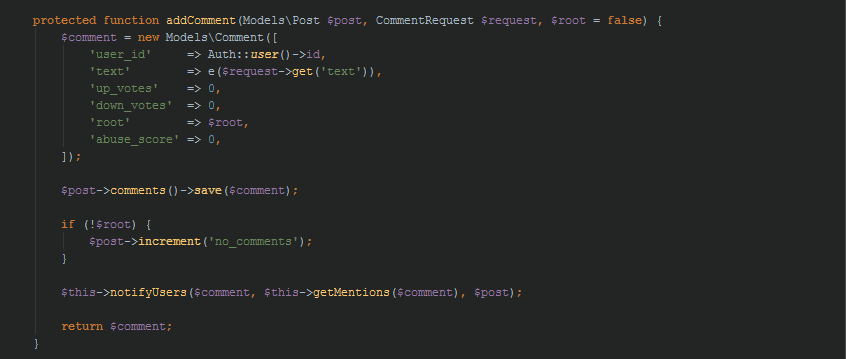 protected function addComment(Models\Post $post, CommentRequest $request, $root = false) {
    $comment = new Models\Comment([
        'user_id'     => Auth::user()->id,
        'text'        => e($request->get('text')),
        'up_votes'    => 0,
        'down_votes'  => 0,
        'root'        => $root,
        'abuse_score' => 0,
    ]);
    $post->comments()->save($comment);
    if (!$root) {
        $post->increment('no_comments');
    }
    $this->notifyUsers($comment, $this->getMentions($comment), $post);
    return $comment;
}